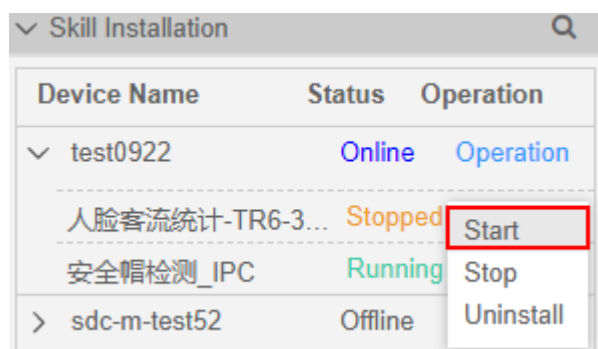 Skill Installation
Device Name Status Operation
test0922 Online Operation
人脸客流统计-TR6-3... Stopped Start
安全帽检测_IPC Running Stop
sdc-m-test52 Offline Uninstall